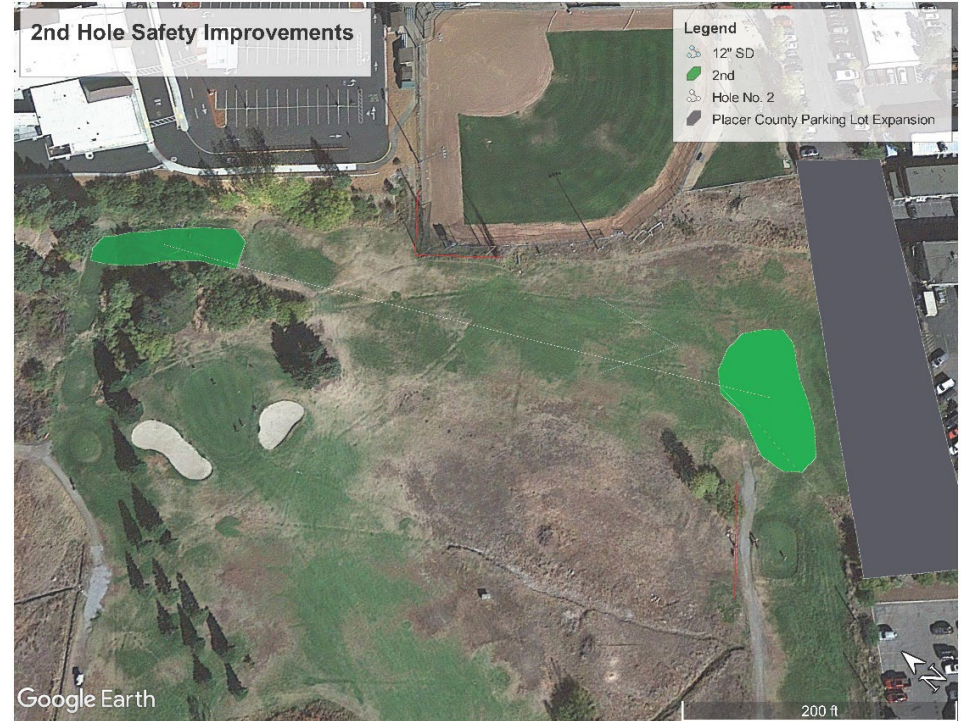 2nd Hole Safety Improvements
Legend
12" SD
2nd
Hole No. 2
Placer County Parking Lot Expansion
Google Earth
200 ft
N